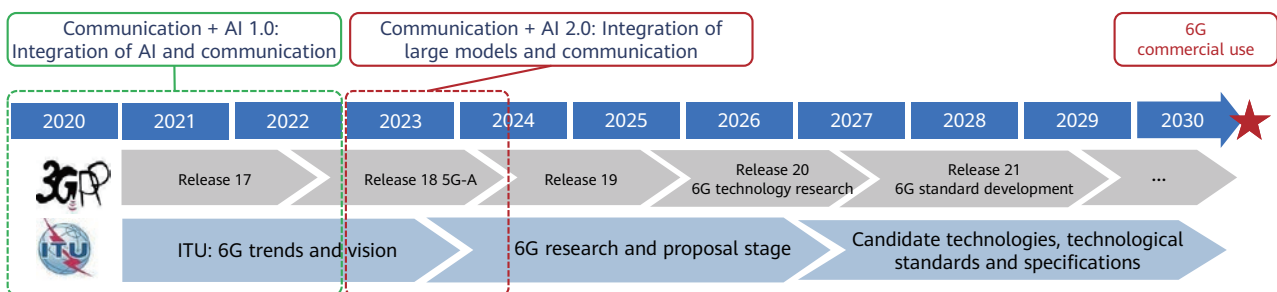 Communication + AI 1.0:
Integration of AI and communication
Communication + AI 2.0: Integration of
large models and communication
6G
commercial use
2020
2021
2022
2023
2024
2025
2026
2027
2028
2029
2030
3GPP
Release 17
Release 18 5G-A
Release 19
Release 20
6G technology research
Release 21
6G standard development
...
ITU
ITU: 6G trends and vision
6G research and proposal stage
Candidate technologies, technological
standards and specifications